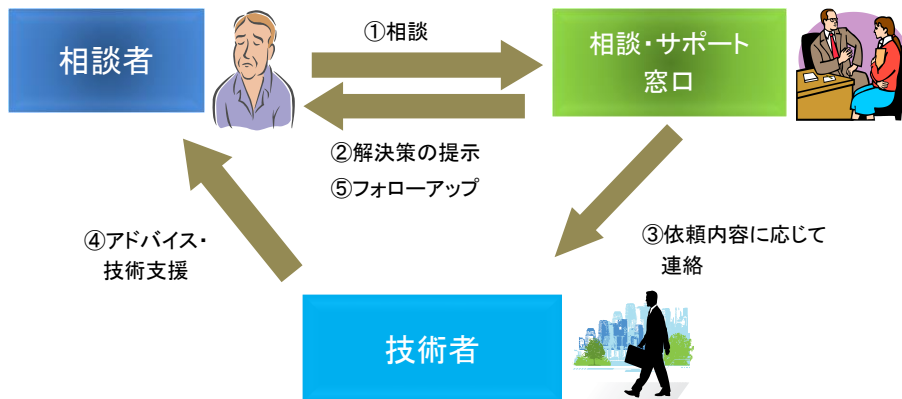 相談者
①相談
相談・サポート
窓口
②解決策の提示
⑤フォローアップ
③依頼内容に応じて
連絡
④アドバイス・
技術支援
技術者